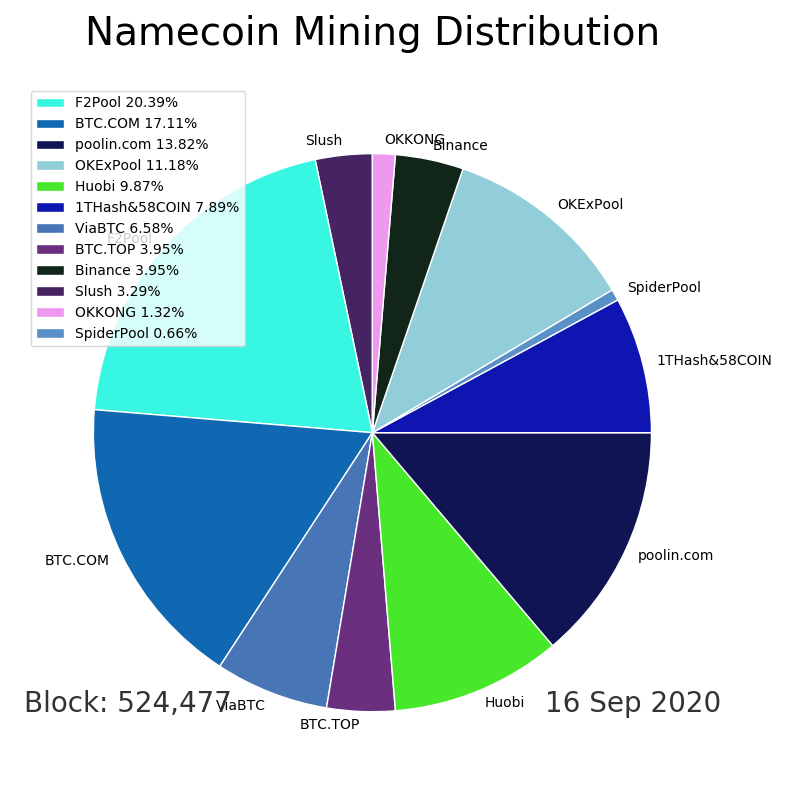 Namecoin Mining Distribution
F2Pool 20.39%
BTC.COM 17.11%
poolin.com 13.82%
OKExPool 11.18%
Huobi 9.87%
1THash&58COIN 7.89%
ViaBTC 6.58%
BTC.TOP 3.95%
Binance 3.95%
Slush 3.29%
OKKONG 1.32%
SpiderPool 0.66%
Slush
OKKONG
Binance
OKExPool
F2Pool
SpiderPool
1THash&58COIN
BTC.COM
poolin.com
Block: 524,477
ViaBTC
BTC.TOP
Huobi
16 Sep 2020